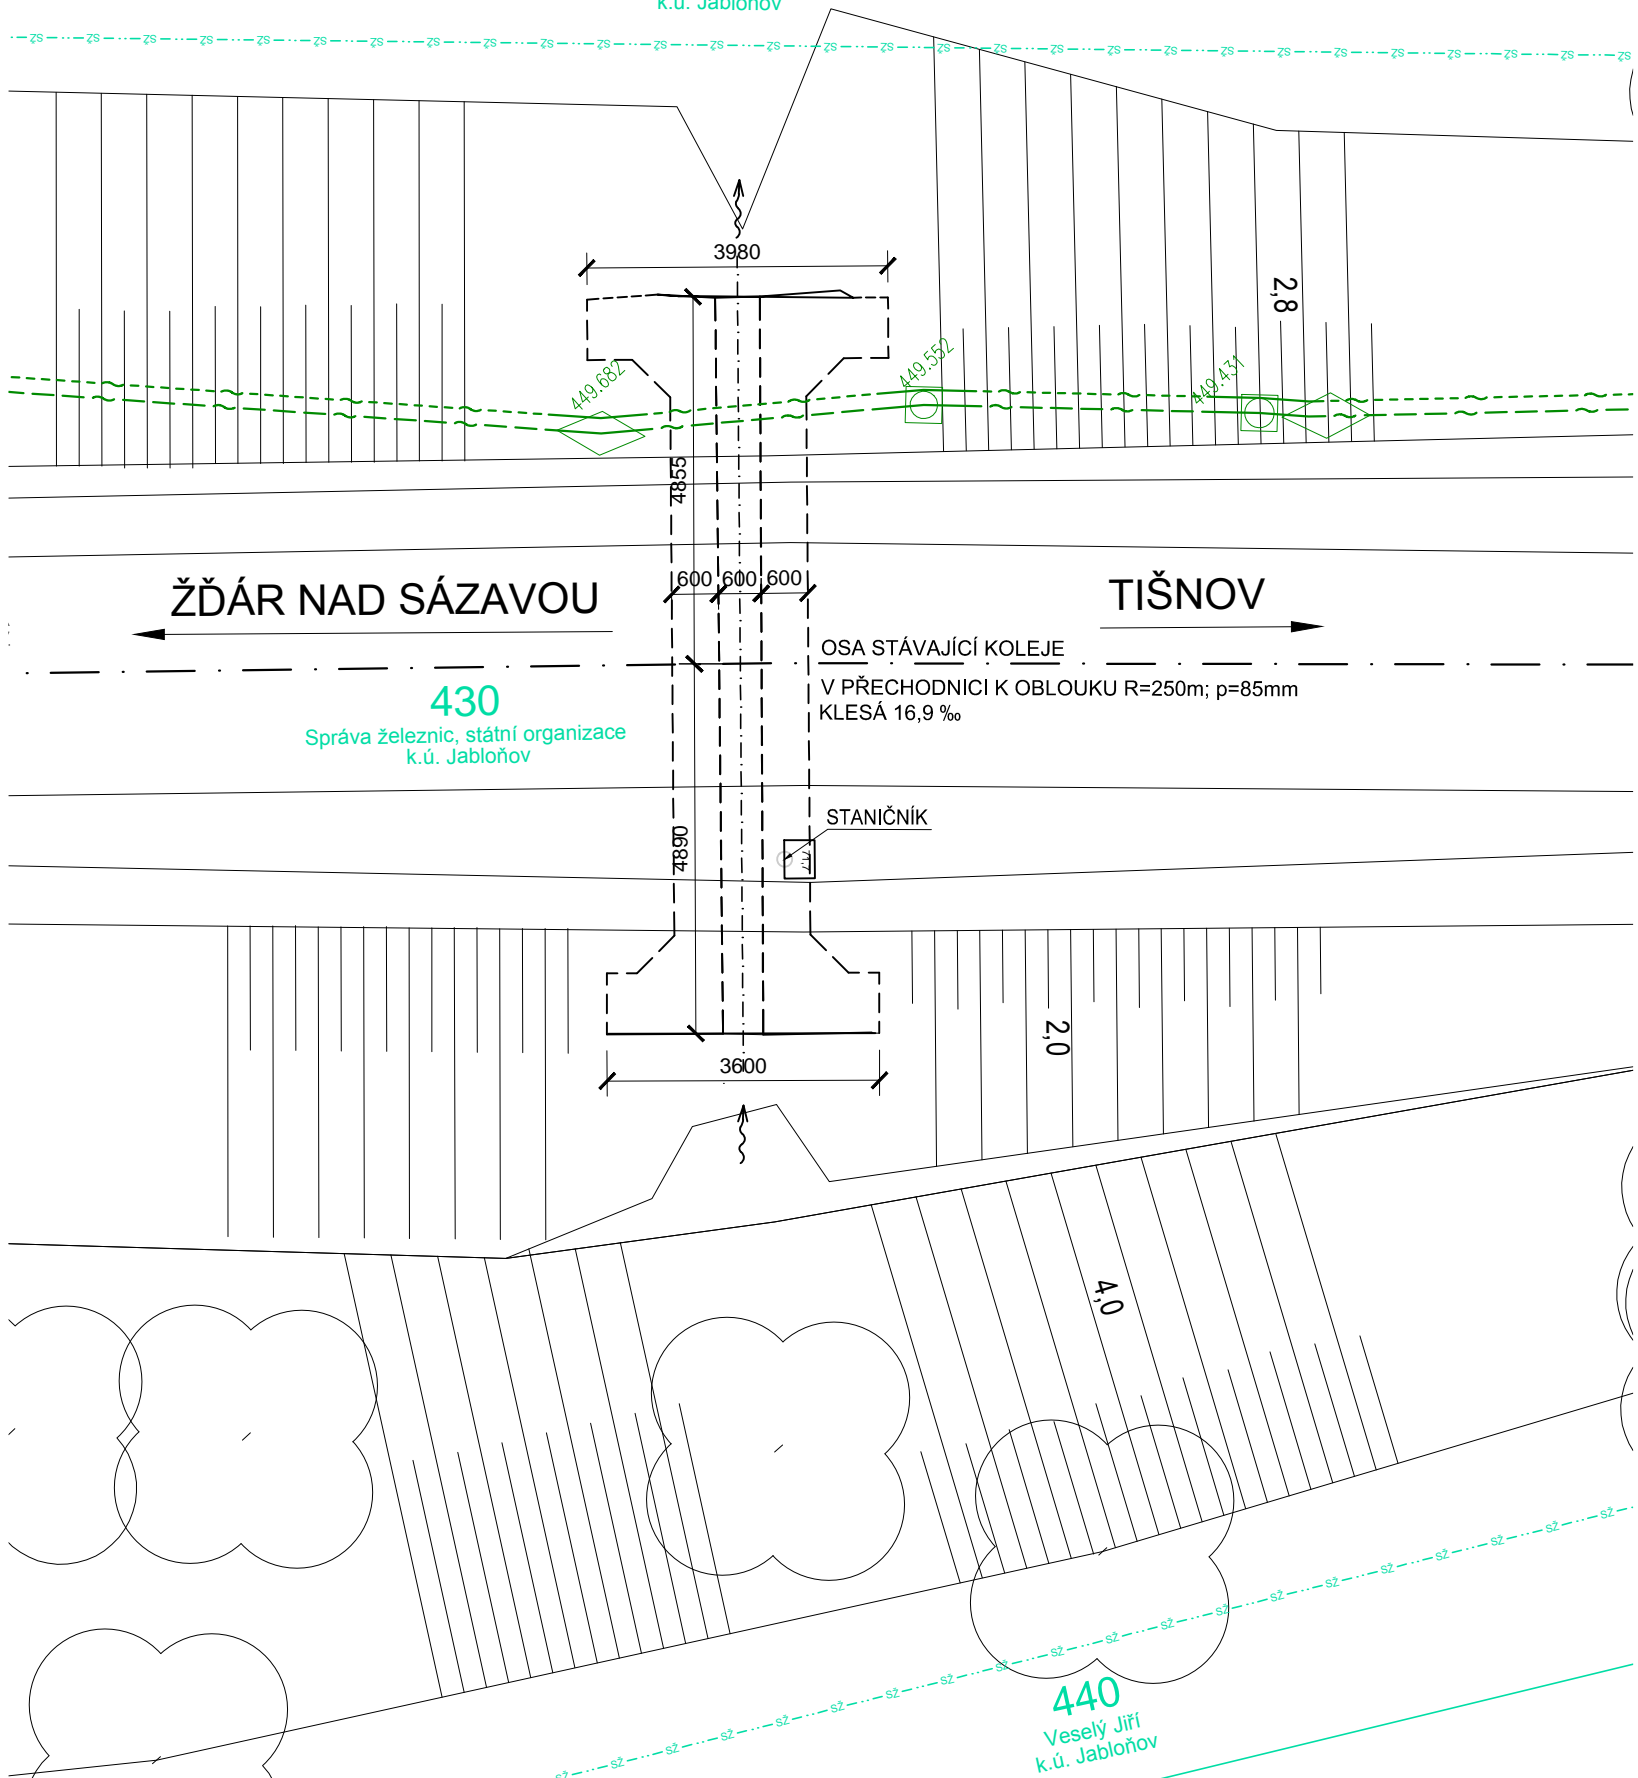 k.ú. Jabloňov
3980
2,8
449.682
449.552
449.431
4855
600 600 600
ŽĎÁR NAD SÁZAVOU
TIŠNOV
OSA STÁVAJÍCÍ KOLEJE
V PŘECHODNICI K OBLOUKU R=250m; p=85mm
KLESÁ 16,9 ‰
430
Správa železnic, státní organizace
k.ú. Jabloňov
STANIČNÍK
4890
2,0
3600
4,0
440
Veselý Jiří
k.ú. Jabloňov